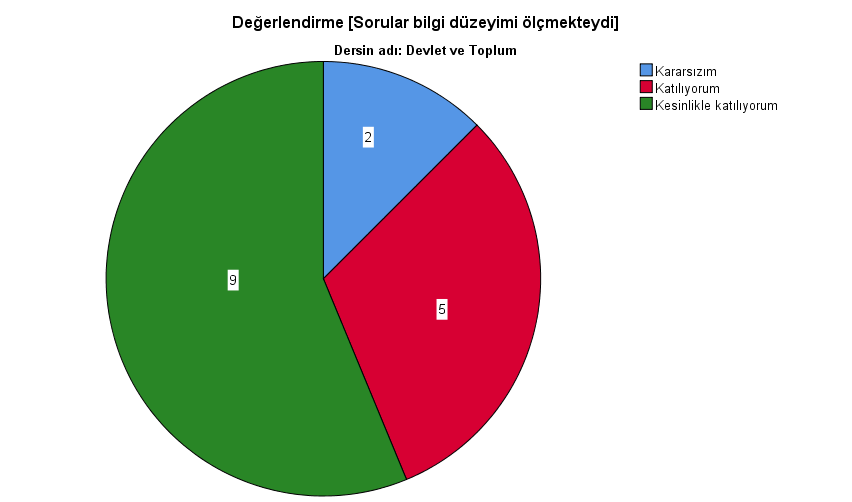 Değerlendirme [Sorular bilgi düzeyimi ölçmekteydi]
Dersin adı: Devlet ve Toplum
Kararsızım
Katılıyorum
Kesinlikle katılıyorum
2
9
5